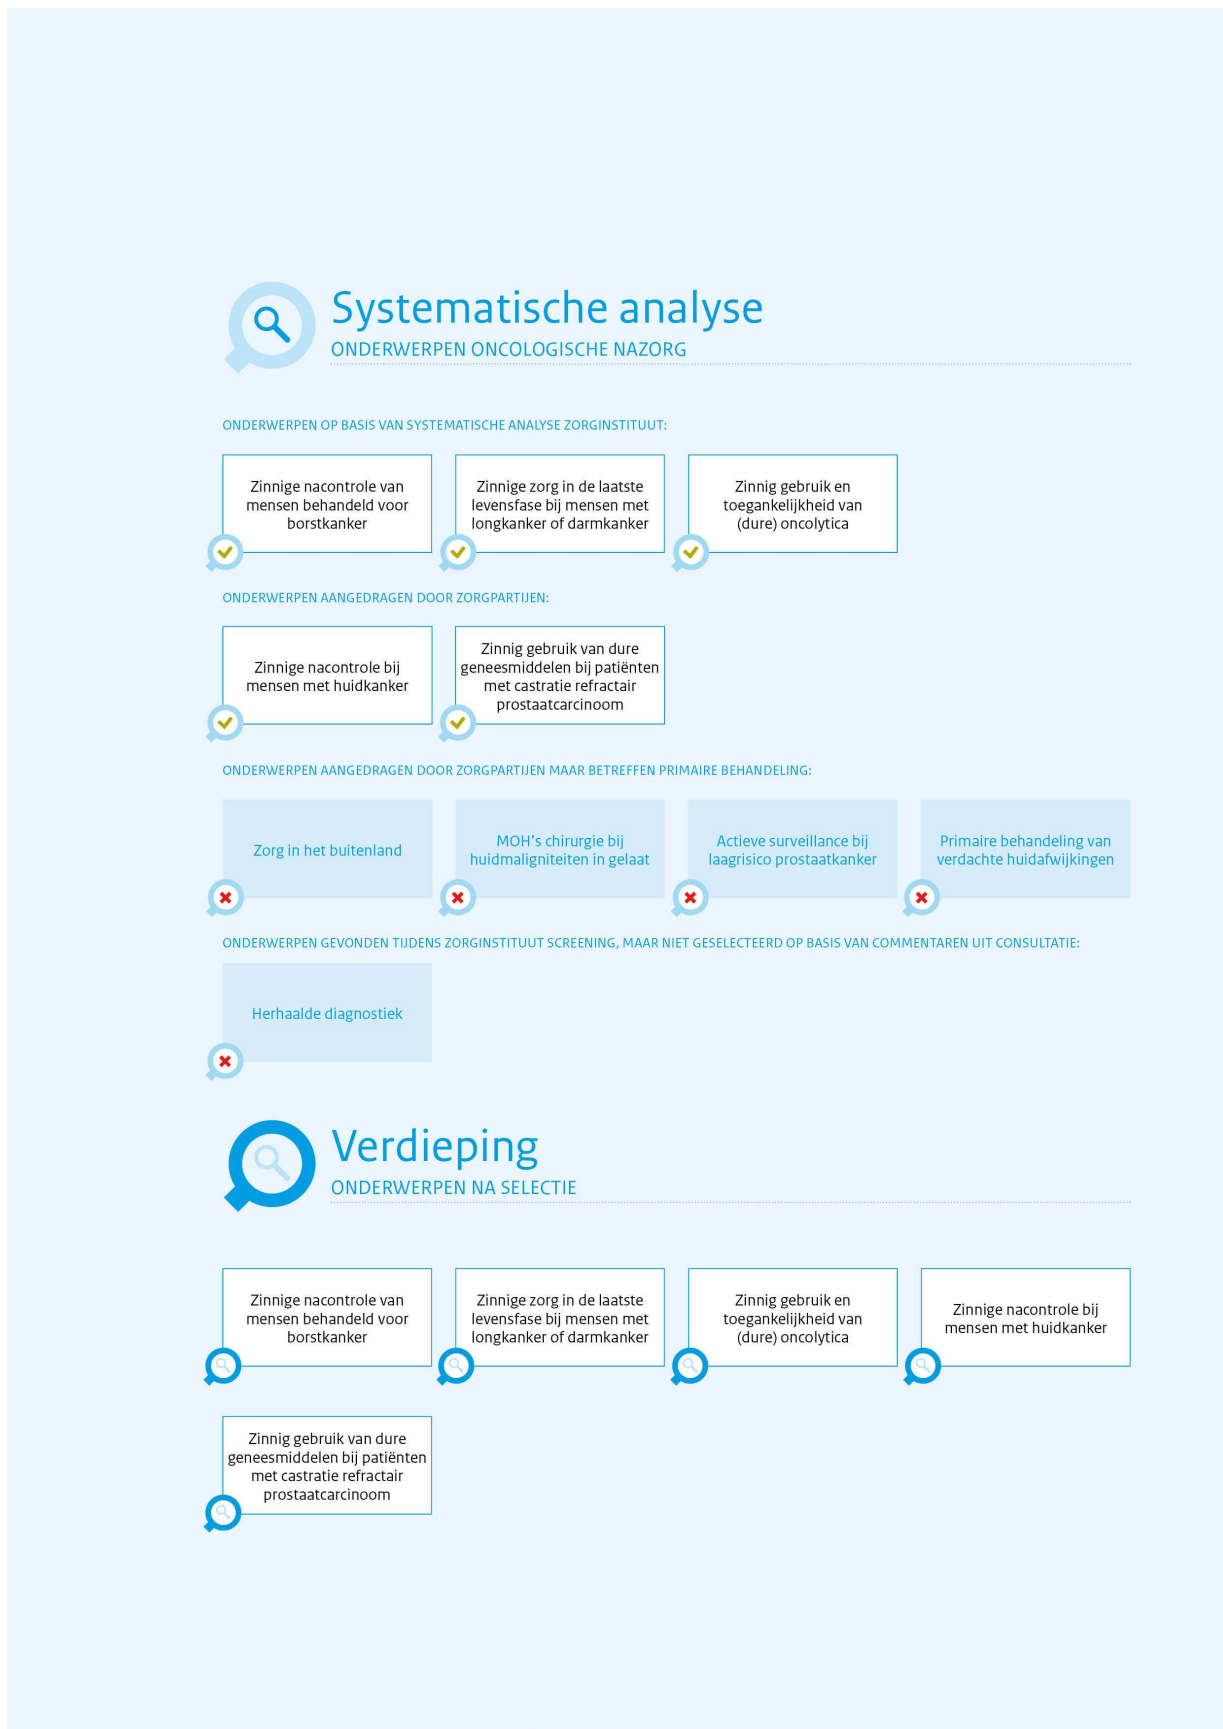 Systematische analyse
ONDERWERPEN ONCOLOGISCHE NAZORG
ONDERWERPEN OP BASIS VAN SYSTEMATISCHE ANALYSE ZORGINSTITUUT:
Zinnige nacontrole van
mensen behandeld voor
borstkanker
Zinnige zorg in de laatste
levensfase bij mensen met
longkanker of darmkanker
Zinnig gebruik en
toegankelijkheid van
(dure) oncolytica
ONDERWERPEN AANGEDRAGEN DOOR ZORGPARTIJEN:
Zinnige nacontrole bij
mensen met huidkanker
Zinnig gebruik van dure
geneesmiddelen bij patiënten
met castratie refractair
prostaatcarcinoom
ONDERWERPEN AANGEDRAGEN DOOR ZORGPARTIJEN MAAR BETREFFEN PRIMAIRE BEHANDELING:
Zorg in het buitenland
MOH's chirurgie bij
huidmaligniteiten in gelaat
Actieve surveillance bij
laagrisico prostaatkanker
Primaire behandeling van
verdachte huidafwijkingen
ONDERWERPEN GEVONDEN TIJDENS ZORGINSTITUUT SCREENING, MAAR NIET GESELECTEERD OP BASIS VAN COMMENTAREN UIT CONSULTATIE:
Herhaalde diagnostiek
Verdieping
ONDERWERPEN NA SELECTIE
Zinnige nacontrole van
mensen behandeld voor
borstkanker
Zinnige zorg in de laatste
levensfase bij mensen met
longkanker of darmkanker
Zinnig gebruik en
toegankelijkheid van
(dure) oncolytica
Zinnige nacontrole bij
mensen met huidkanker
Zinnig gebruik van dure
geneesmiddelen bij patiënten
met castratie refractair
prostaatcarcinoom